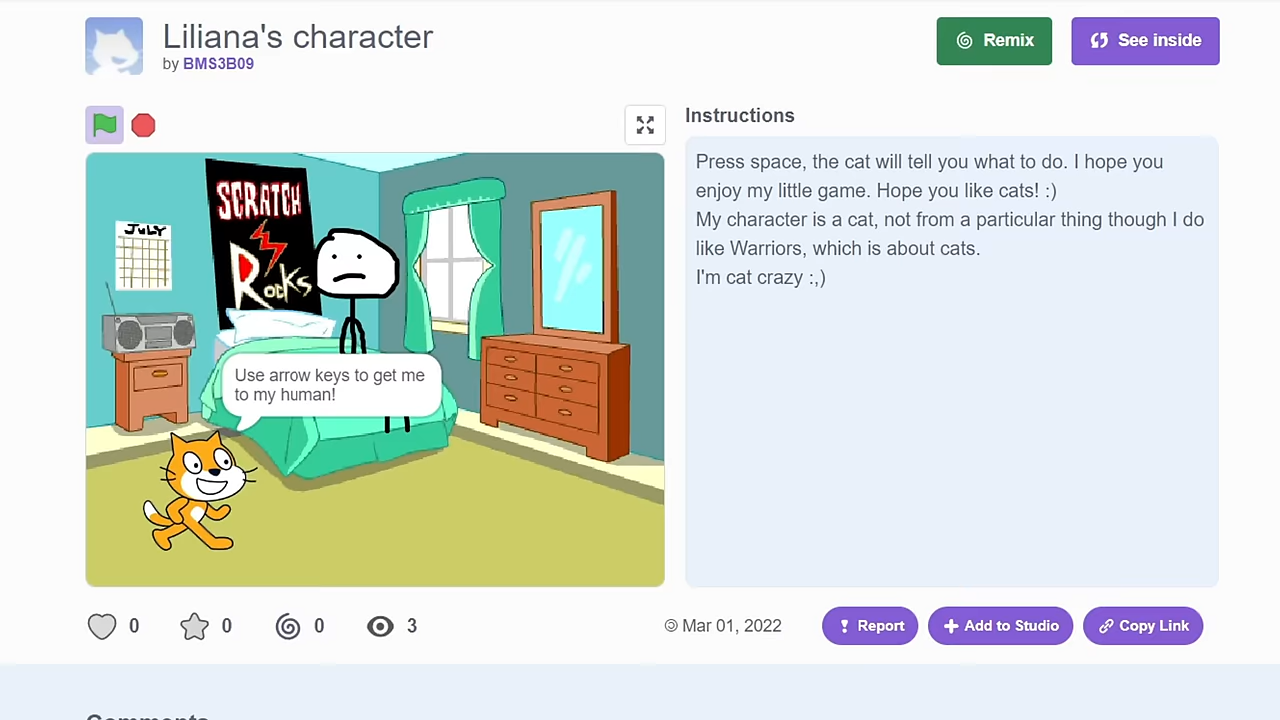 Liliana's character
by BMS3B09
Remix
See inside
Instructions
Press space, the cat will tell you what to do. I hope you
enjoy my little game. Hope you like cats! :)
My character is a cat, not from a particular thing though I do
like Warriors, which is about cats.
I'm cat crazy :,)
JULY
SCRATCH
ROCKS
Use arrow keys to get me
to my human!
0
0
0
3
Mar 01, 2022
Report
Add to Studio
Copy Link
Comments